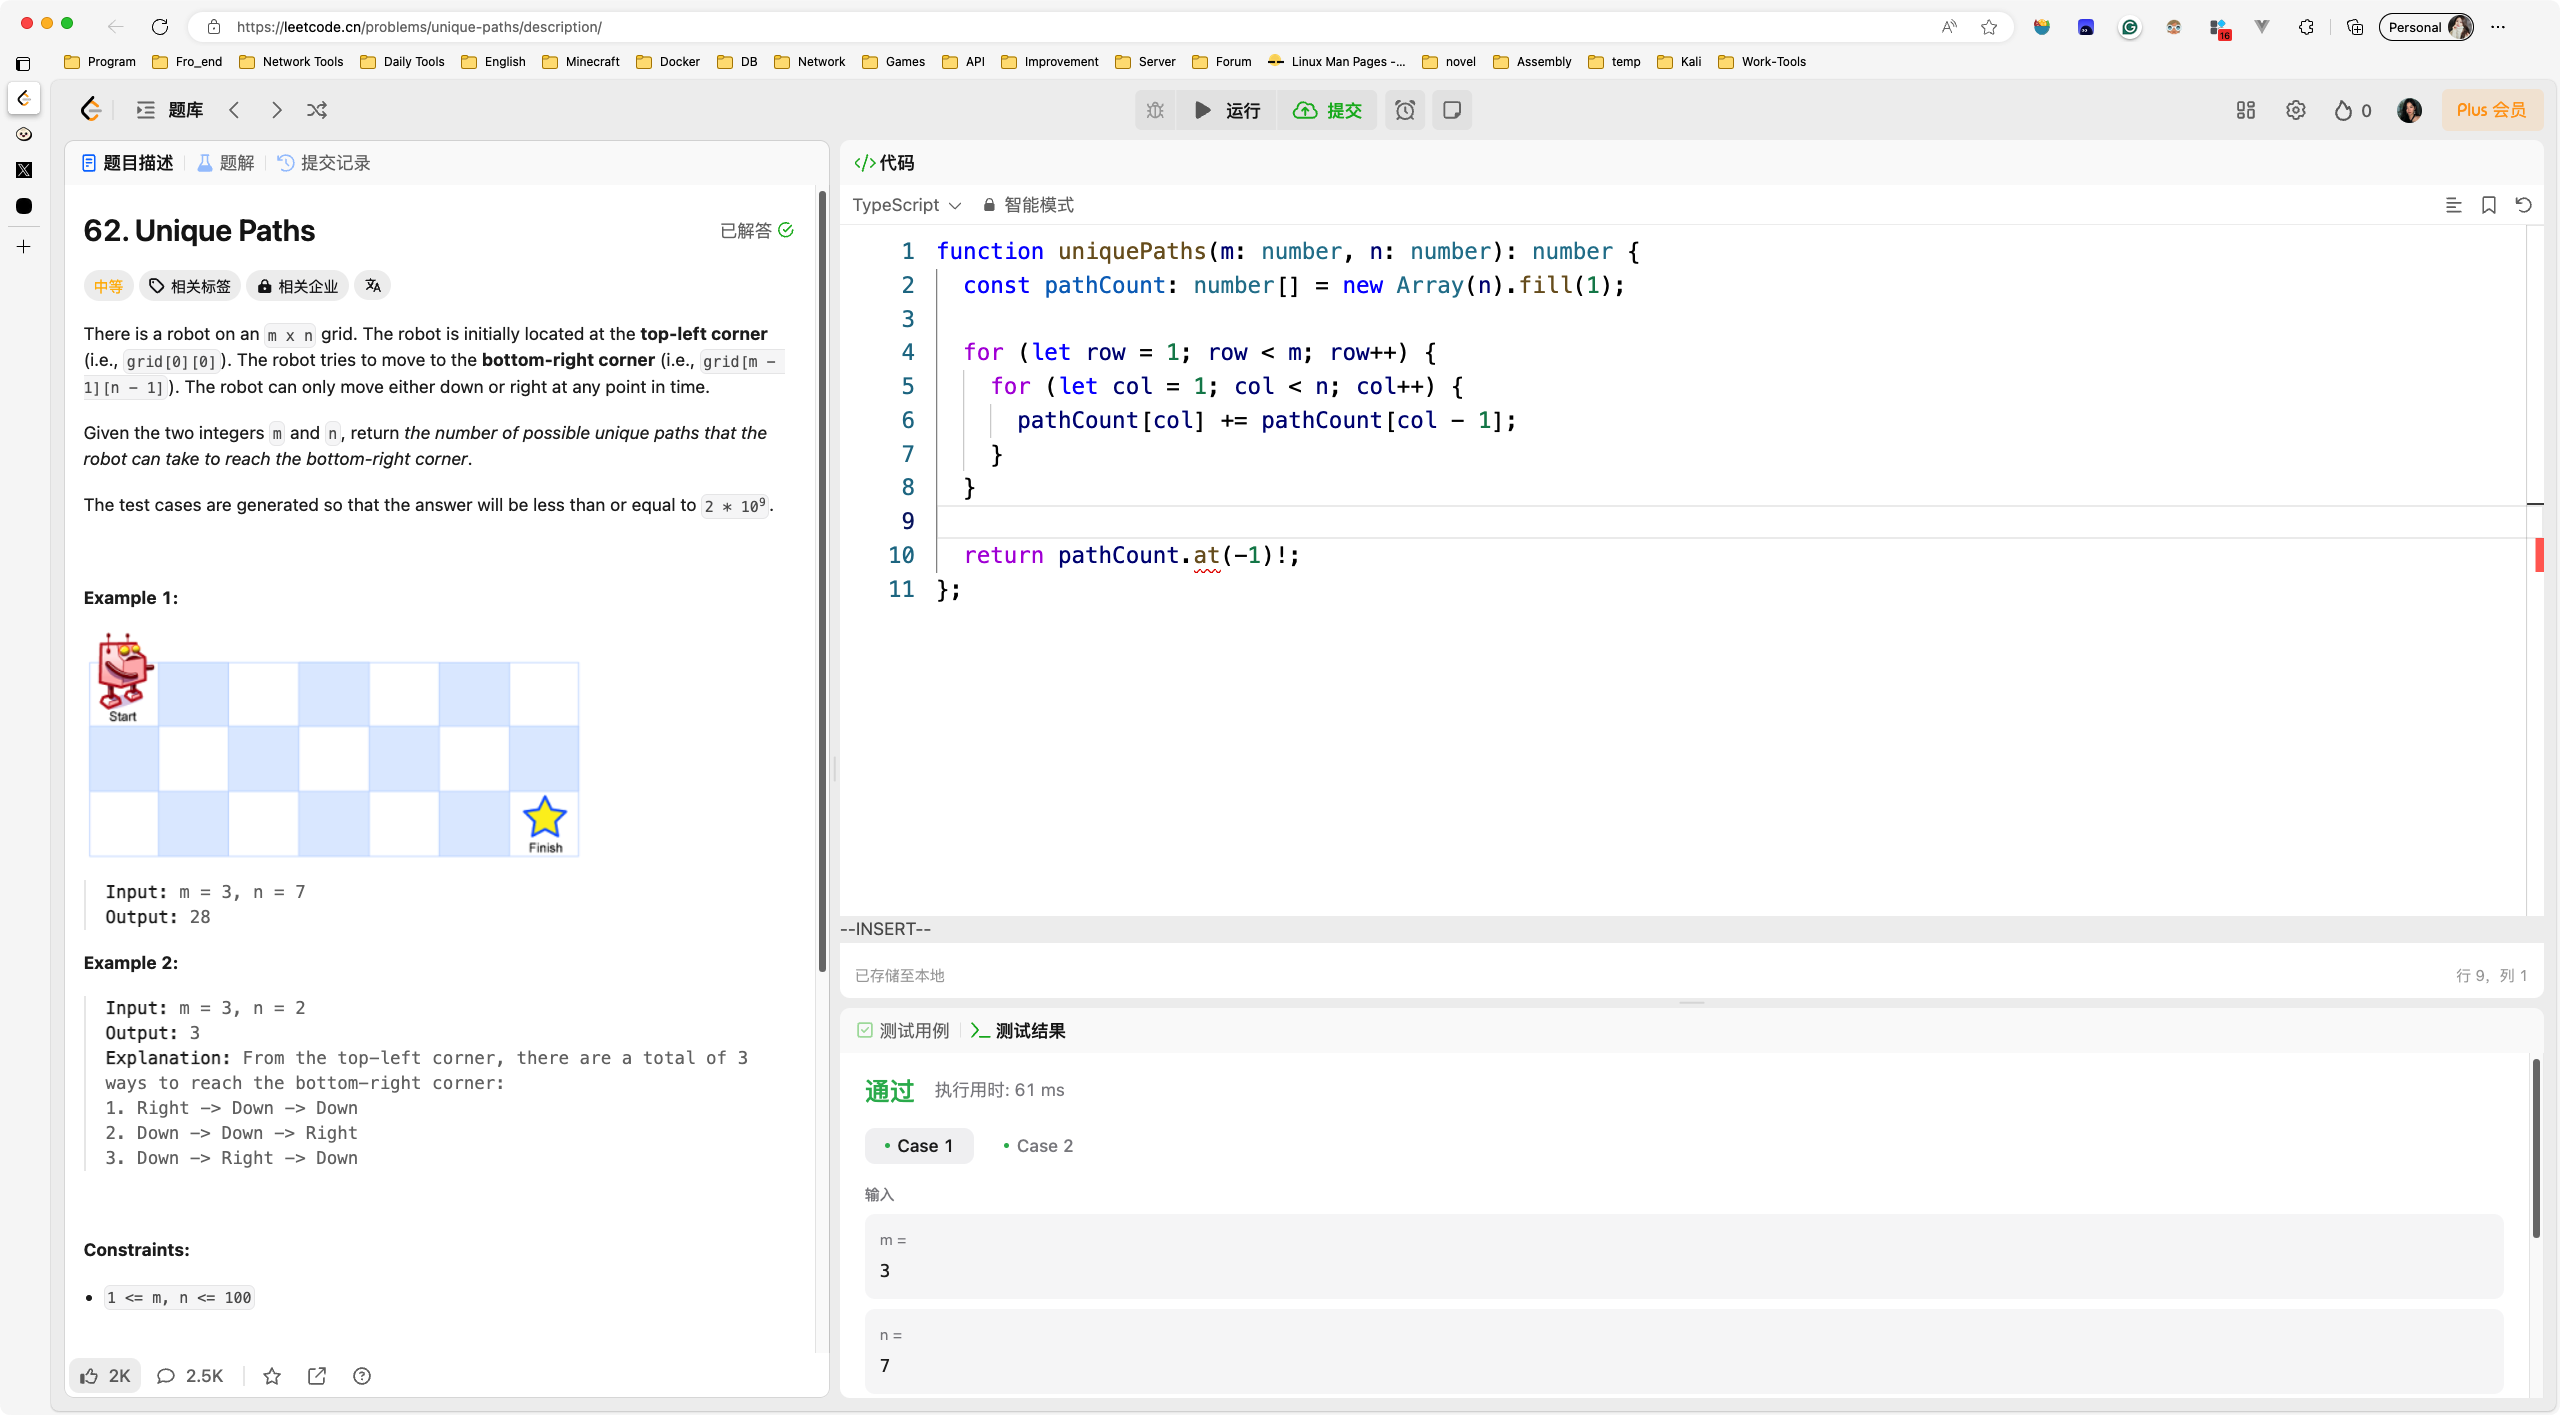 https://leetcode.cn/problems/unique-paths/description/
Personal
16
Program Fro_end Network Tools Daily Tools English Minecraft Docker DB Network Games API Improvement Server Forum Linux Man Pages -... novel Assembly temp Kali Work-Tools
题库
运行 提交
0
Plus 会员
题目描述 题解 提交记录
62. Unique Paths
已解答
中等 相关标签 相关企业
There is a robot on an m x n grid. The robot is initially located at the top-left corner
(i.e., grid[0][0]). The robot tries to move to the bottom-right corner (i.e., grid[m -
1][n - 1]). The robot can only move either down or right at any point in time.
Given the two integers m and n, return the number of possible unique paths that the
robot can take to reach the bottom-right corner.
The test cases are generated so that the answer will be less than or equal to 2 * 10⁹.
Example 1:
Start
Finish
Input: m = 3, n = 7
Output: 28
Example 2:
Input: m = 3, n = 2
Output: 3
Explanation: From the top-left corner, there are a total of 3
ways to reach the bottom-right corner:
1. Right -> Down -> Down
2. Down -> Down -> Right
3. Down -> Right -> Down
Constraints:
• 1 <= m, n <= 100
2K 2.5K
</>代码
TypeScript 智能模式
1 function uniquePaths(m: number, n: number): number {
2 const pathCount: number[] = new Array(n).fill(1);
3
4 for (let row = 1; row < m; row++) {
5 for (let col = 1; col < n; col++) {
6 pathCount[col] += pathCount[col - 1];
7 }
8 }
9
10 return pathCount.at(-1)!;
11 };
--INSERT--
已存储至本地
行 9, 列 1
测试用例 >_ 测试结果
通过 执行用时: 61 ms
• Case 1 • Case 2
输入
m =
3
n =
7